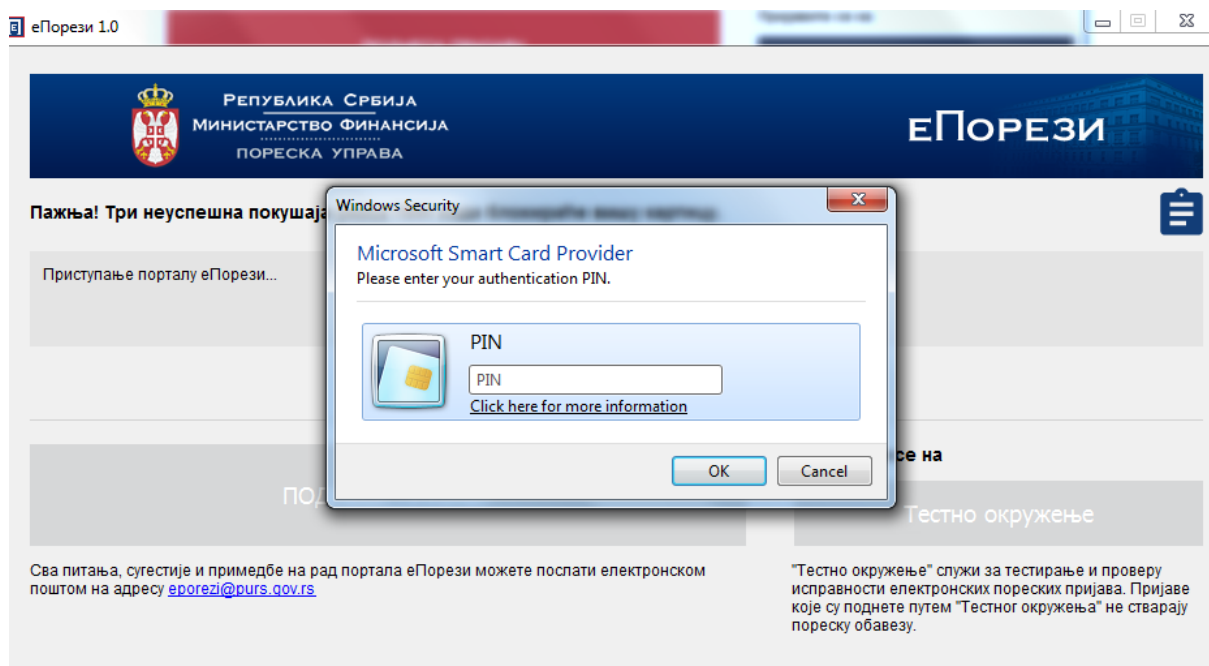 еПорези 1.0
РЕПУБЛИКА СРБИЈА
МИНИСТАРСТВО ФИНАНСИЈА
ПОРЕСКА УПРАВА
еПОРЕЗИ
Пажња! Три неуспешна покушаја
Приступање порталу еПорези...
Windows Security
Microsoft Smart Card Provider
Please enter your authentication PIN.
PIN
PIN
Click here for more information
OK Cancel
се на
Тестно окружење
Сва питања, сугестије и примедбе на рад портала еПорези можете послати електронском
поштом на адресу eporezi@purs.gov.rs
"Тестно окружење" служи за тестирање и проверу
исправности електронских пореских пријава. Пријаве
које су поднете путем "Тестног окружења" не стварају
пореску обавезу.